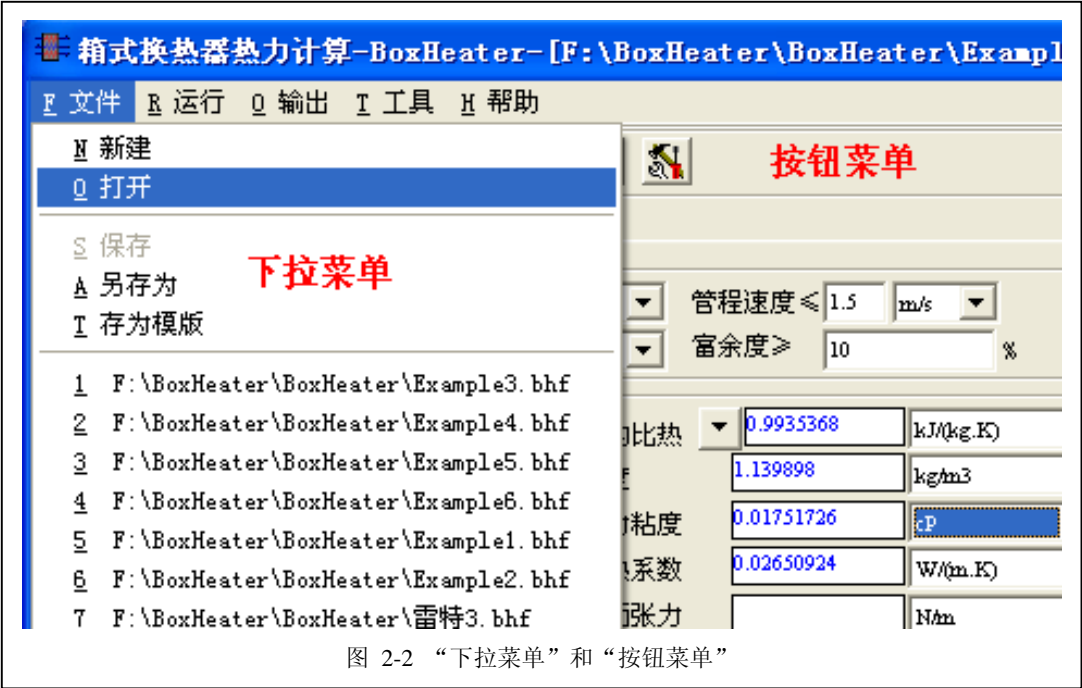 箱式换热器热力计算-BoxHeater-[F:\BoxHeater\BoxHeater\Exampl
F 文件 R 运行 O 输出 T 工具 H 帮助
N 新建
O 打开
按钮菜单
S 保存
A 另存为
T 存为模版
下拉菜单
管程速度≤ 1.5 m/s
富余度≥ 10 %
1 F:\BoxHeater\BoxHeater\Example3.bhf
2 F:\BoxHeater\BoxHeater\Example4.bhf
3 F:\BoxHeater\BoxHeater\Example5.bhf
4 F:\BoxHeater\BoxHeater\Example6.bhf
5 F:\BoxHeater\BoxHeater\Example1.bhf
6 F:\BoxHeater\BoxHeater\Example2.bhf
7 F:\BoxHeater\BoxHeater\雷特3.bhf
比热 0.9935368 kJ/(kg.K)
1.139898 kg/m3
粘度 0.01751726 cP
系数 0.02650924 W/(m.K)
张力 N/m
图 2-2 “下拉菜单”和“按钮菜单”